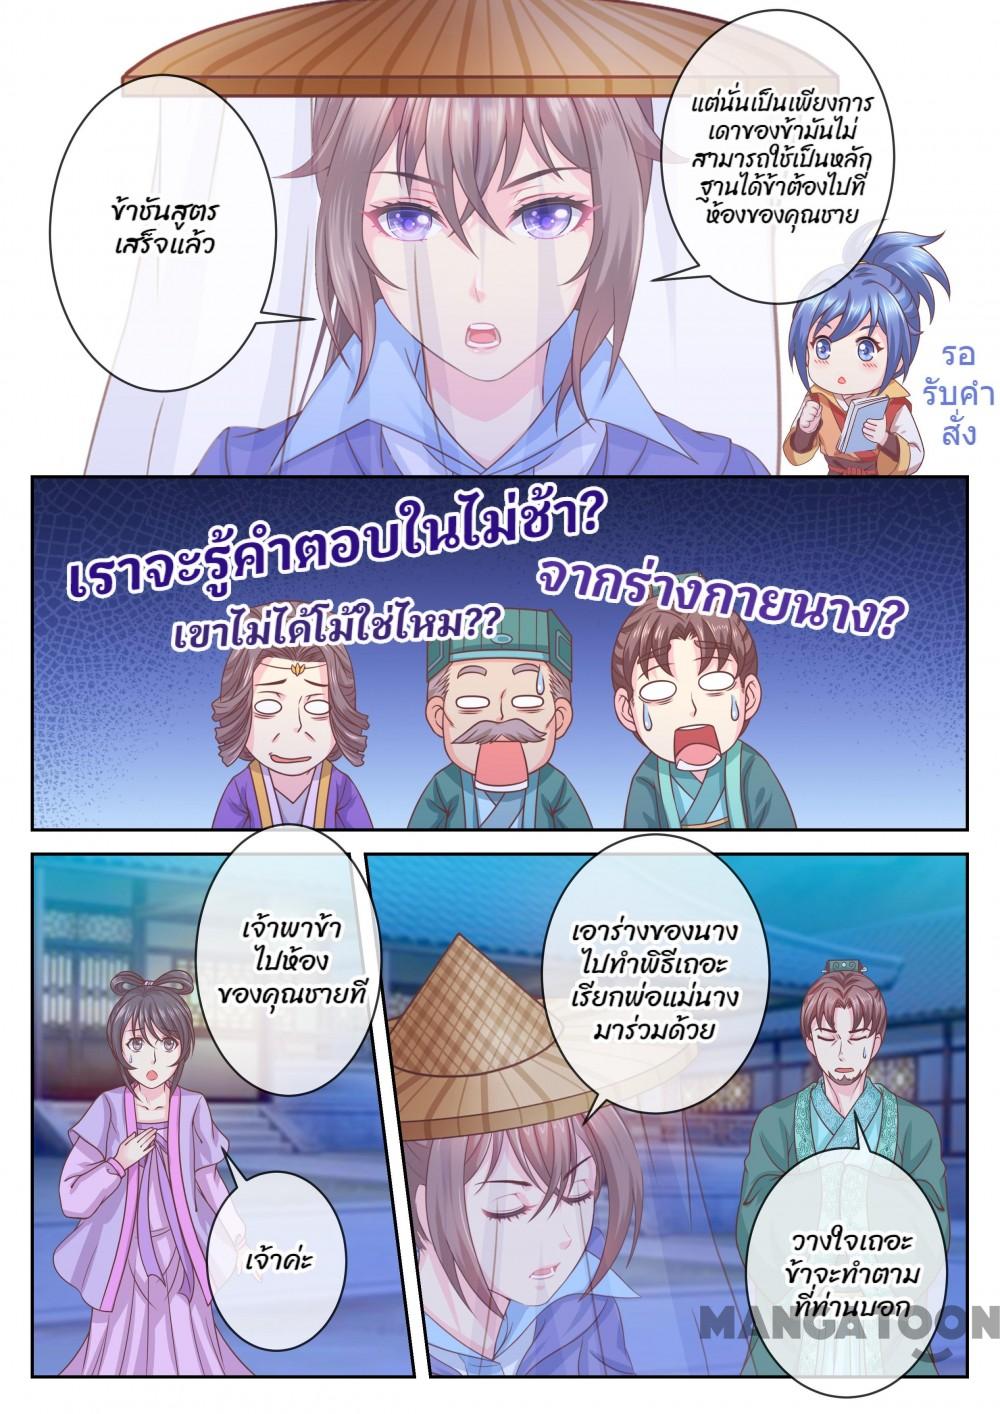 แต่นั่นเป็นเพียงการ
เดาของข้ามันไม่
สามารถใช้เป็นหลัก
ฐานได้ข้าต้องไปที่
ห้องของคุณชาย
ข้าชันสูตร
เสร็จแล้ว
รอ
รับคำ
สั่ง
เราจะรู้คำตอบในไม่ช้า?
จากร่างกายนาง?
เขาไม่ได้โม้ใช่ไหม??
เจ้าพาข้า
ไปห้อง
ของคุณชายที
เจ้าค่ะ
เอาร่างของนาง
ไปทำพิธีเถอะ
เรียกพ่อแม่นาง
มาร่วมด้วย
วางใจเถอะ
ข้าจะทำตาม
ที่ท่านบอก
MANGATOON